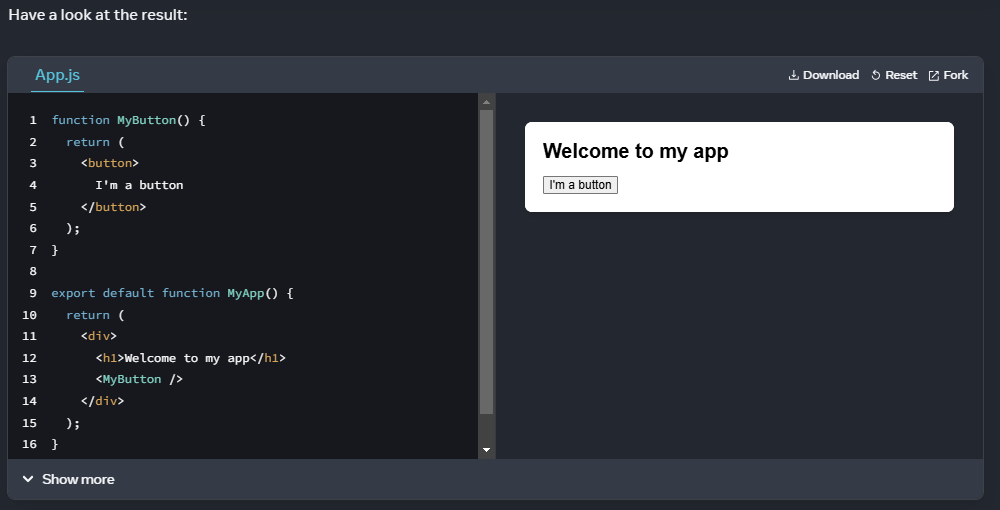 Have a look at the result:
App.js
Download Reset Fork
1 function MyButton() {
2   return (
3     <button>
4       I'm a button
5     </button>
6   );
7 }
8
9 export default function MyApp() {
10   return (
11     <div>
12       <h1>Welcome to my app</h1>
13       <MyButton />
14     </div>
15   );
16 }
Welcome to my app
I'm a button
Show more